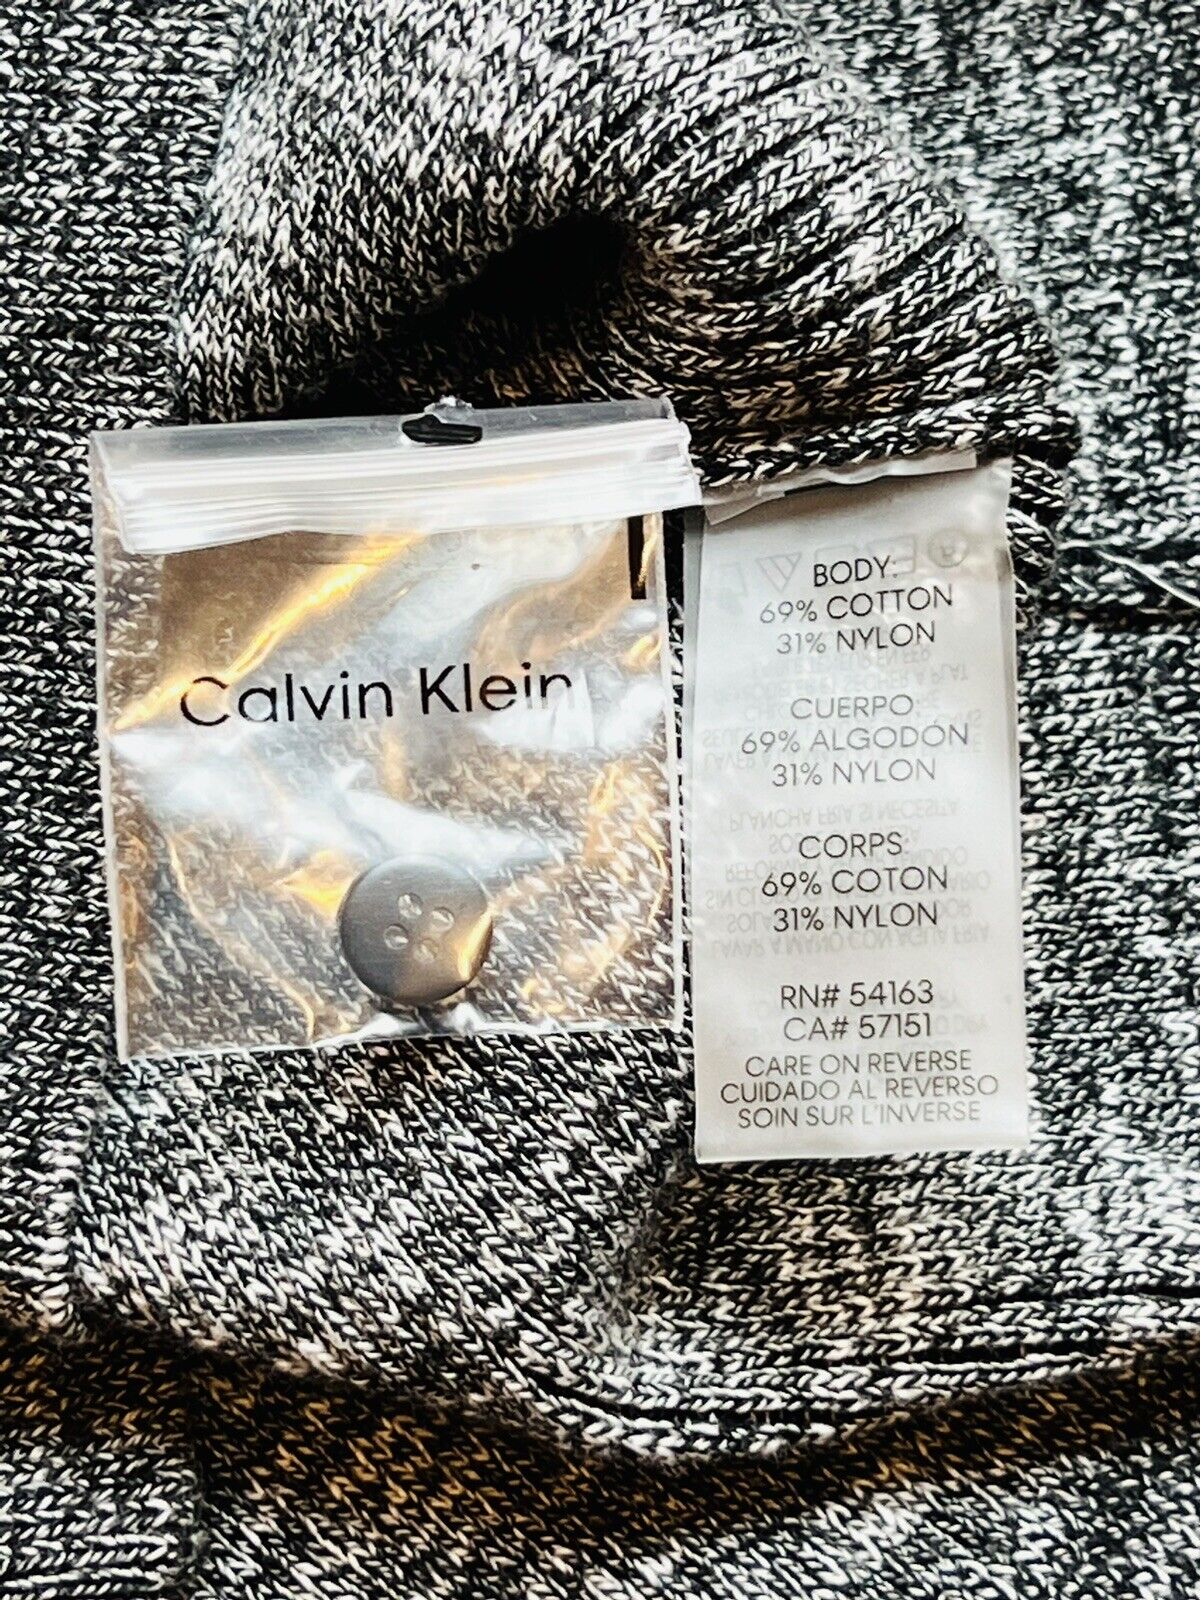 Calvin Klein
BODY:
69% COTTON
31% NYLON
CUERPO:
69% ALGODON
31% NYLON
CORPS:
69% COTON
31% NYLON
RN# 54163
CA# 57151
CARE ON REVERSE
CUIDADO AL REVERSO
SOIN SUR L'INVERSE